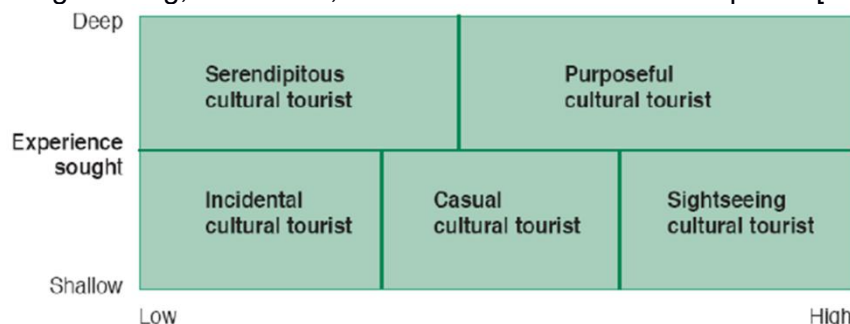 Deep
Serendipitous
cultural tourist
Purposeful
cultural tourist
Experience
sought
Incidental
cultural tourist
Casual
cultural tourist
Sightseeing
cultural tourist
Shallow
Low
High